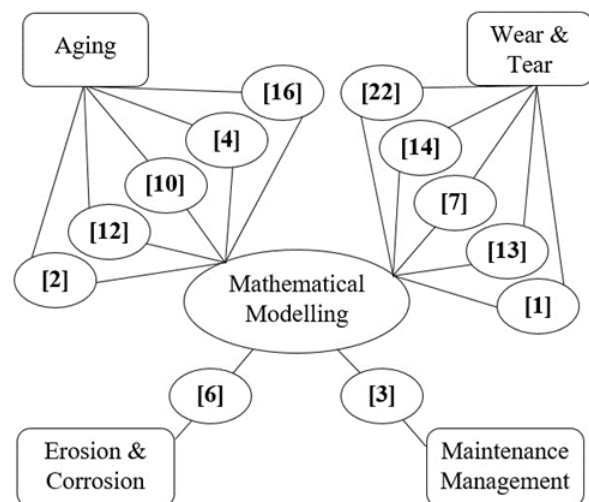 Aging
Wear &
Tear
[16]
[22]
[4]
[14]
[10]
[7]
[12]
[13]
[2]
[1]
Mathematical
Modelling
[6]
[3]
Erosion &
Corrosion
Maintenance
Management